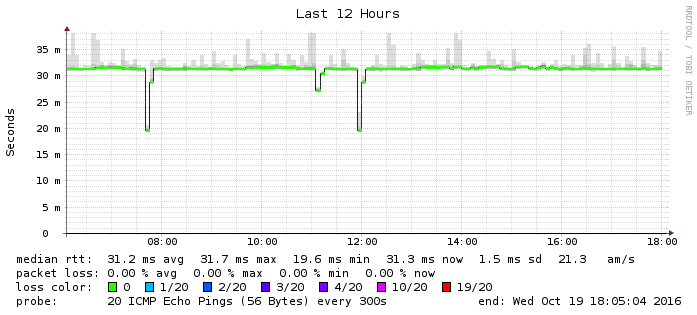 Last 12 Hours
RRDTOOL / TOBI OETIKER
Seconds
35 m
30 m
25 m
20 m
15 m
10 m
5 m
0
08:00 10:00 12:00 14:00 16:00 18:00
median rtt: 31.2 ms avg 31.7 ms max 19.6 ms min 31.3 ms now 1.5 ms sd 21.3 am/s
packet loss: 0.00 % avg 0.00 % max 0.00 % min 0.00 % now
loss color: 0 1/20 2/20 3/20 4/20 10/20 19/20
probe: 20 ICMP Echo Pings (56 Bytes) every 300s end: Wed Oct 19 18:05:04 2016